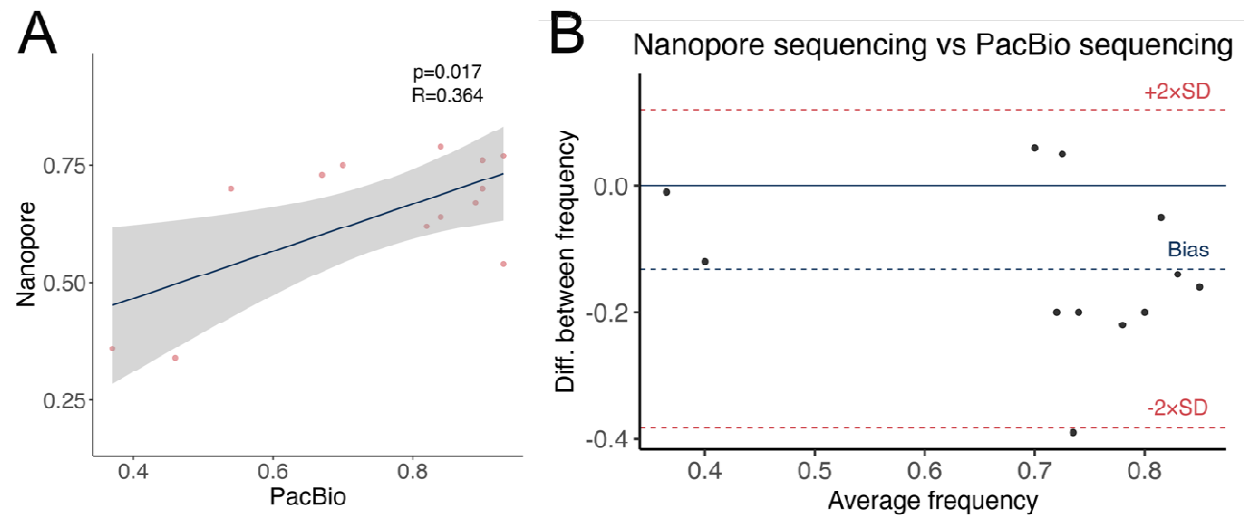 A
p=0.017
R=0.364
Nanopore
0.75
0.50
0.25
0.4 0.6 0.8
PacBio
B
Nanopore sequencing vs PacBio sequencing
+2×SD
Bias
-2×SD
Diff. between frequency
0.0
-0.2
-0.4
0.4 0.5 0.6 0.7 0.8
Average frequency